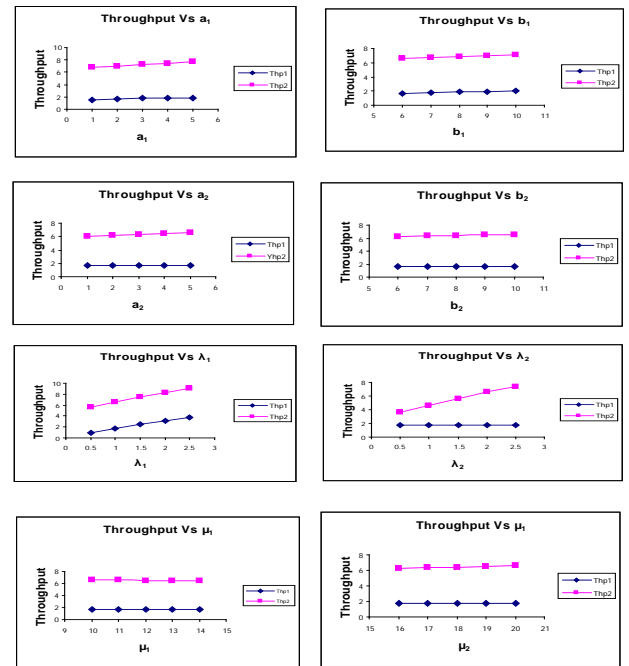 Throughput Vs a₁
Throughput
10
8
6
4
2
0
0 1 2 3 4 5 6
a₁
Thp1
Thp2
Throughput Vs b₁
Throughput
8
6
4
2
0
5 6 7 8 9 10 11
b₁
Thp1
Thp2
Throughput Vs a₂
Throughput
8
6
4
2
0
0 1 2 3 4 5 6
a₂
Thp1
Yhp2
Throughput Vs b₂
Throughput
8
6
4
2
0
5 6 7 8 9 10 11
b₂
Thp1
Thp2
Throughput Vs λ₁
Throughput
10
8
6
4
2
0
0 0.5 1 1.5 2 2.5 3
λ₁
Thp1
Thp2
Throughput Vs λ₂
Throughput
8
6
4
2
0
0 0.5 1 1.5 2 2.5 3
λ₂
Thp1
Thp2
Throughput Vs µ₁
Throughput
8
6
4
2
0
9 10 11 12 13 14 15
µ₁
Thp1
Thp2
Throughput Vs µ₁
Throughput
8
6
4
2
0
15 16 17 18 19 20 21
µ₂
Thp1
Thp2